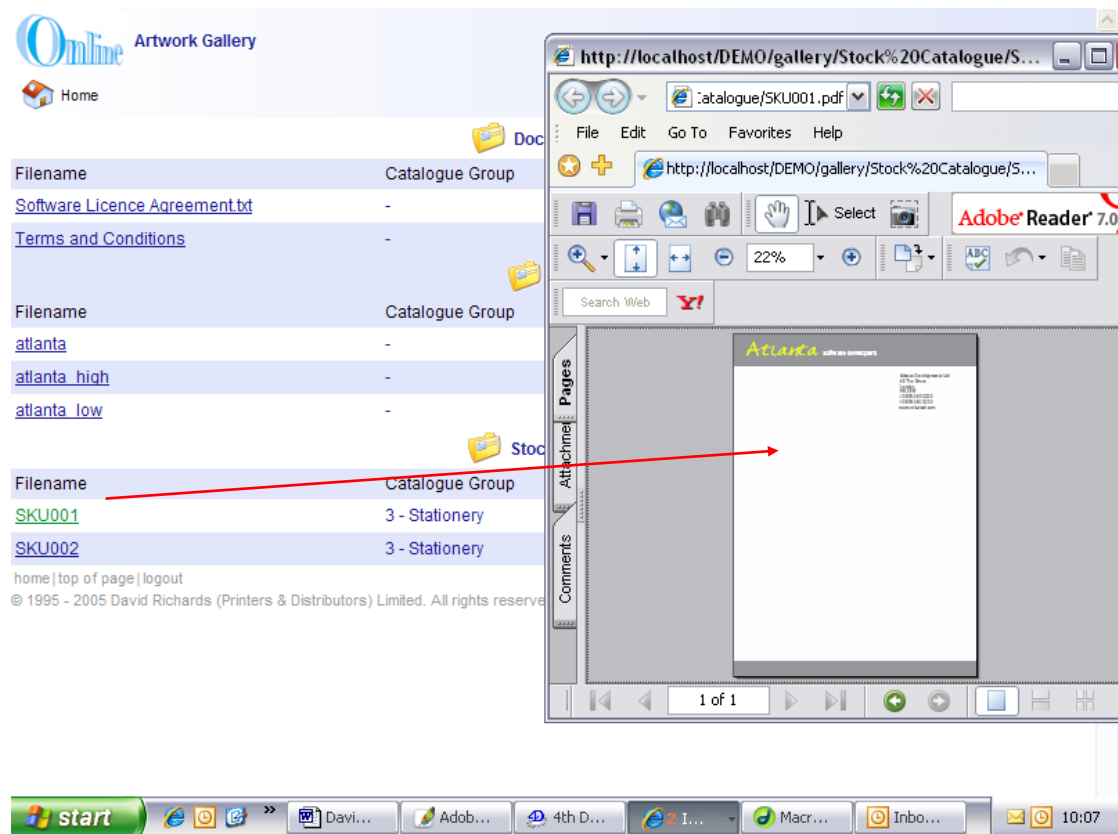 Online
Artwork Gallery
Home
Doc
Filename
Catalogue Group
Software Licence Agreement.txt
-
Terms and Conditions
-
Filename
Catalogue Group
atlanta
-
atlanta_high
-
atlanta_low
-
Stoc
Filename
Catalogue Group
SKU001
3 - Stationery
SKU002
3 - Stationery
home|top of page|logout
© 1995 - 2005 David Richards (Printers & Distributors) Limited. All rights reserve
http://localhost/DEMO/gallery/Stock%20Catalogue/S...
:atalogue/SKU001.pdf
File Edit Go To Favorites Help
http://localhost/DEMO/gallery/Stock%20Catalogue/S...
Select
Adobe Reader 7.0
22%
ABC
Search Web
Y!
Pages
Attachmen
Comments
Atlanta
1 of 1
start
»
Davi...
Adob...
4th D...
2 I...
Macr...
Inbo...
10:07